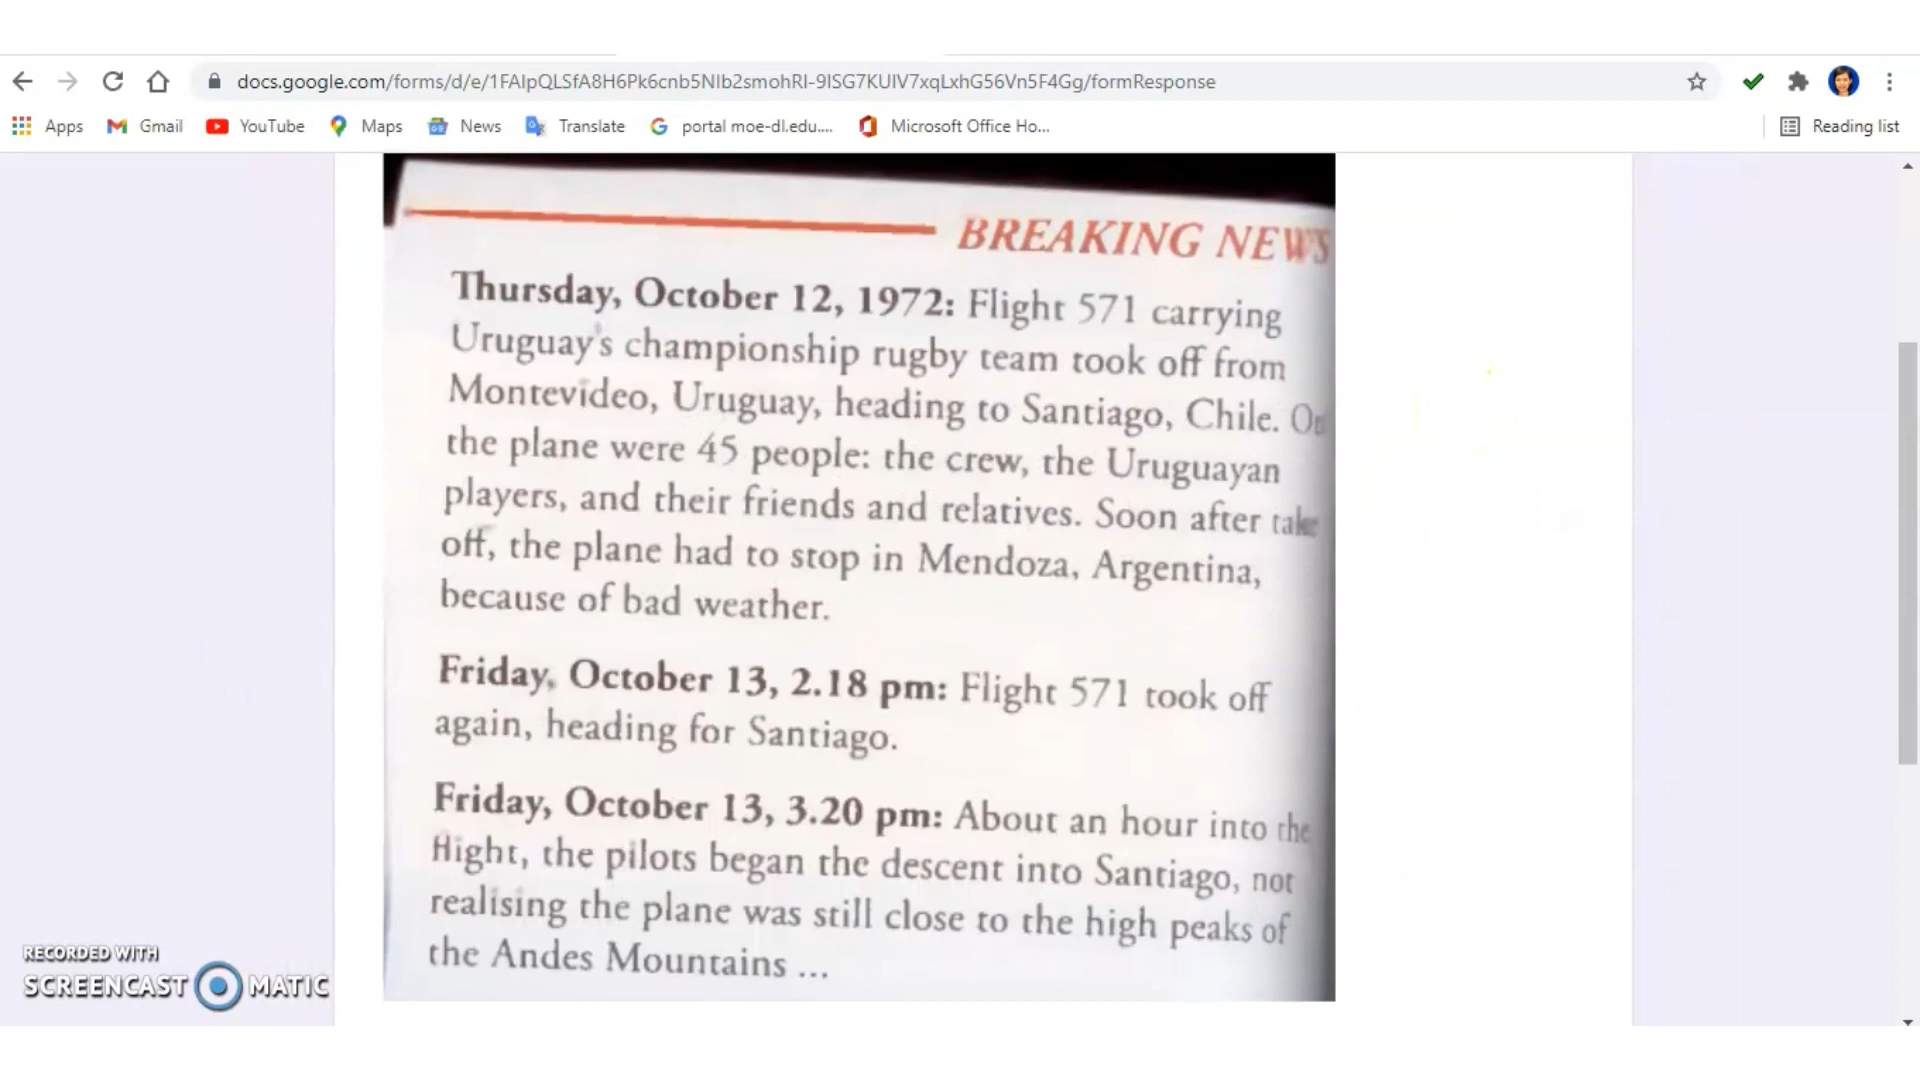 docs.google.com/forms/d/e/1FAIpQLSfA8H6Pk6cnb5NIb2smohRI-9ISG7KUIV7xqLxhG56Vn5F4Gg/formResponse
Apps Gmail YouTube Maps News Translate portal moe-dl.edu.... Microsoft Office Ho... Reading list
BREAKING NEWS
Thursday, October 12, 1972: Flight 571 carrying
Uruguay's championship rugby team took off from
Montevideo, Uruguay, heading to Santiago, Chile. On
the plane were 45 people: the crew, the Uruguayan
players, and their friends and relatives. Soon after take
off, the plane had to stop in Mendoza, Argentina,
because of bad weather.
Friday, October 13, 2.18 pm: Flight 571 took off
again, heading for Santiago.
Friday, October 13, 3.20 pm: About an hour into the
flight, the pilots began the descent into Santiago, not
realising the plane was still close to the high peaks of
the Andes Mountains ...
RECORDED WITH
SCREENCAST MATIC